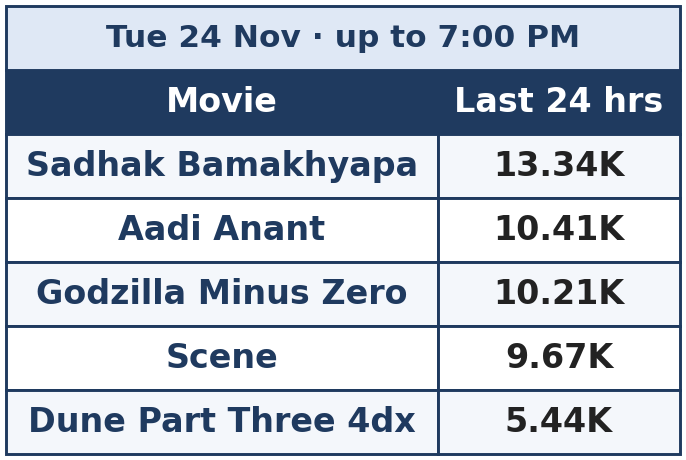 Tue 24 Nov · up to 7:00 PM
Movie Last 24 hrs
Sadhak Bamakhyapa 13.34K
Aadi Anant 10.41K
Godzilla Minus Zero 10.21K
Scene 9.67K
Dune Part Three 4dx 5.44K